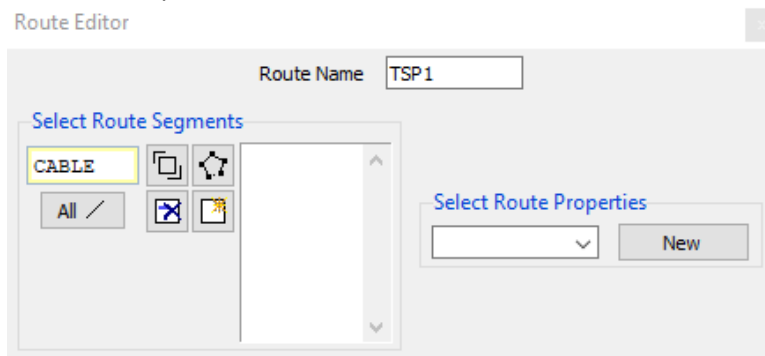 Route Editor
Route Name TSP1
Select Route Segments
CABLE
All
Select Route Properties
New